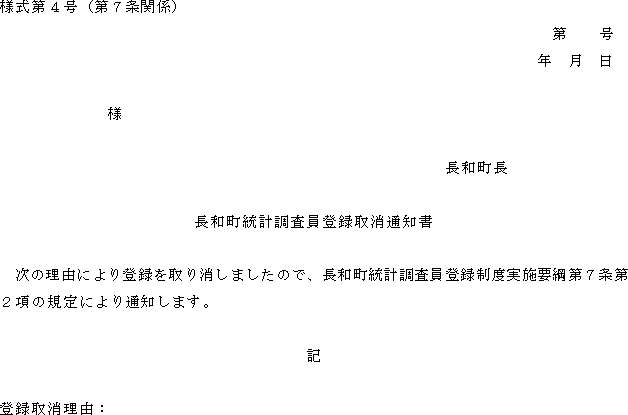 様式第４号（第７条関係）
第　　号
年　月　日
様
長和町長
長和町統計調査員登録取消通知書
次の理由により登録を取り消しましたので、長和町統計調査員登録制度実施要綱第７条第
２項の規定により通知します。
記
登録取消理由：